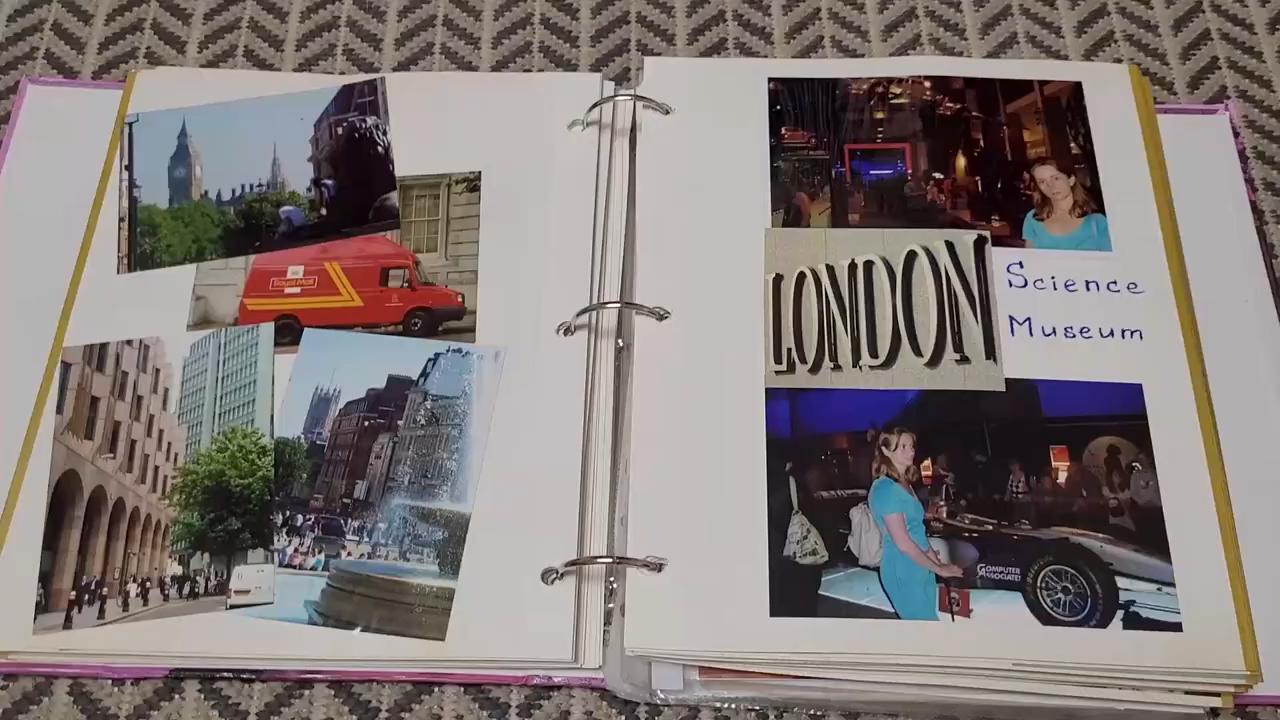 Royal Mail
LONDON
Science
Museum
COMPUTER
ASSOCIATES